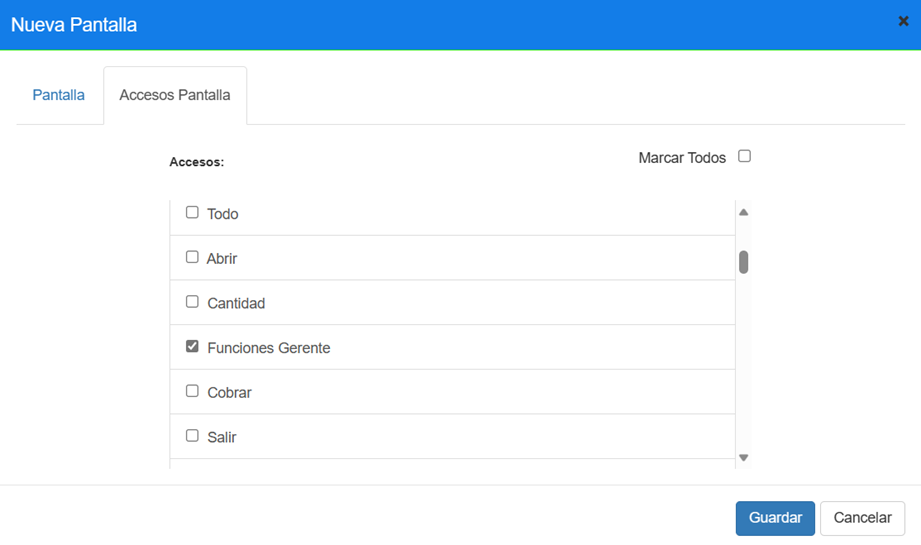 Nueva Pantalla
Pantalla
Accesos Pantalla
Accesos:
Marcar Todos
Todo
Abrir
Cantidad
Funciones Gerente
Cobrar
Salir
Guardar
Cancelar